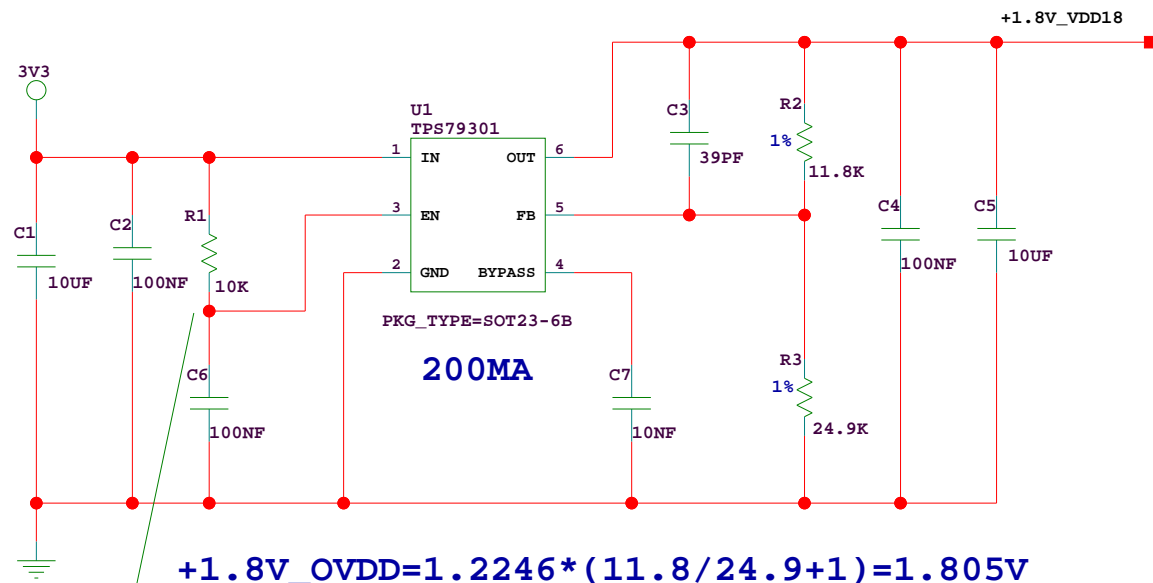 +1.8V_VDD18
3V3
U1
TPS79301
C3
39PF
R2
1%
11.8K
1 IN OUT 6
3 EN FB 5
2 GND BYPASS 4
C1
10UF
C2
100NF
R1
10K
C4
100NF
C5
10UF
PKG_TYPE=SOT23-6B
200MA
C6
100NF
C7
10NF
R3
1%
24.9K
+1.8V_OVDD=1.2246*(11.8/24.9+1)=1.805V